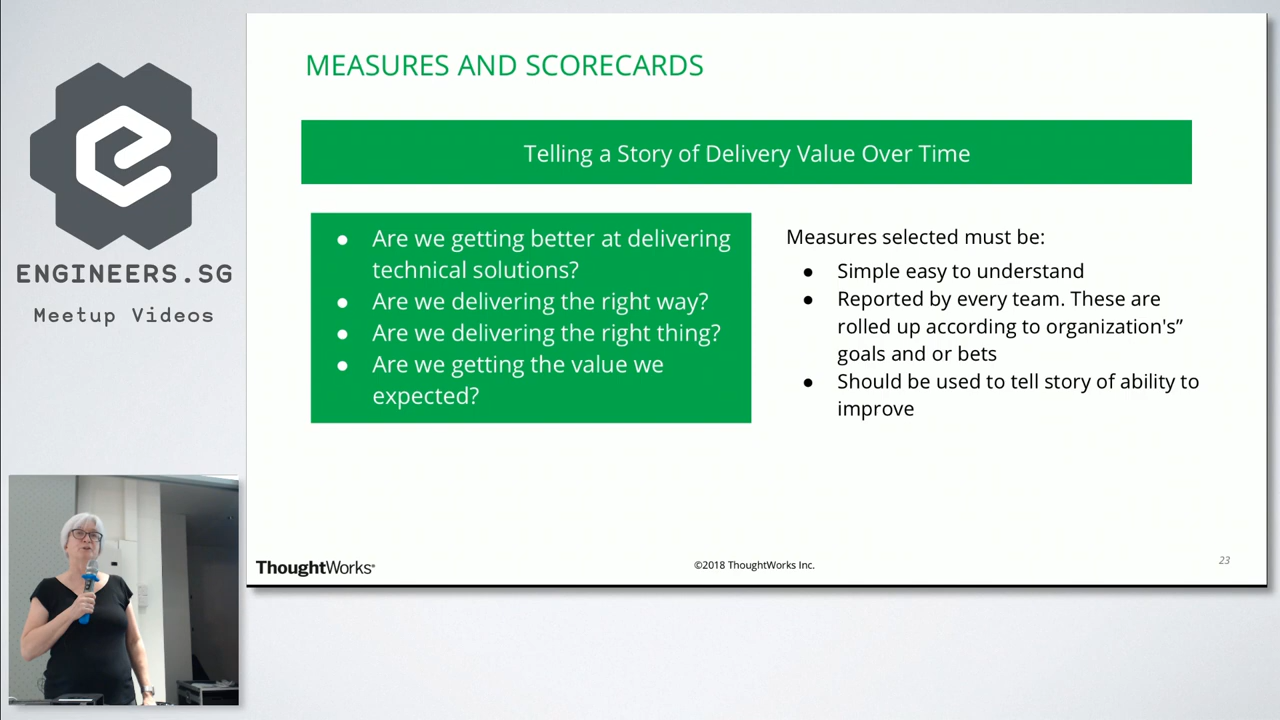 ENGINEERS.SG
Meetup Videos
MEASURES AND SCORECARDS
Telling a Story of Delivery Value Over Time
● Are we getting better at delivering
technical solutions?
● Are we delivering the right way?
● Are we delivering the right thing?
● Are we getting the value we
expected?
Measures selected must be:
● Simple easy to understand
● Reported by every team. These are
rolled up according to organization's”
goals and or bets
● Should be used to tell story of ability to
improve
ThoughtWorks®
©2018 ThoughtWorks Inc.
23